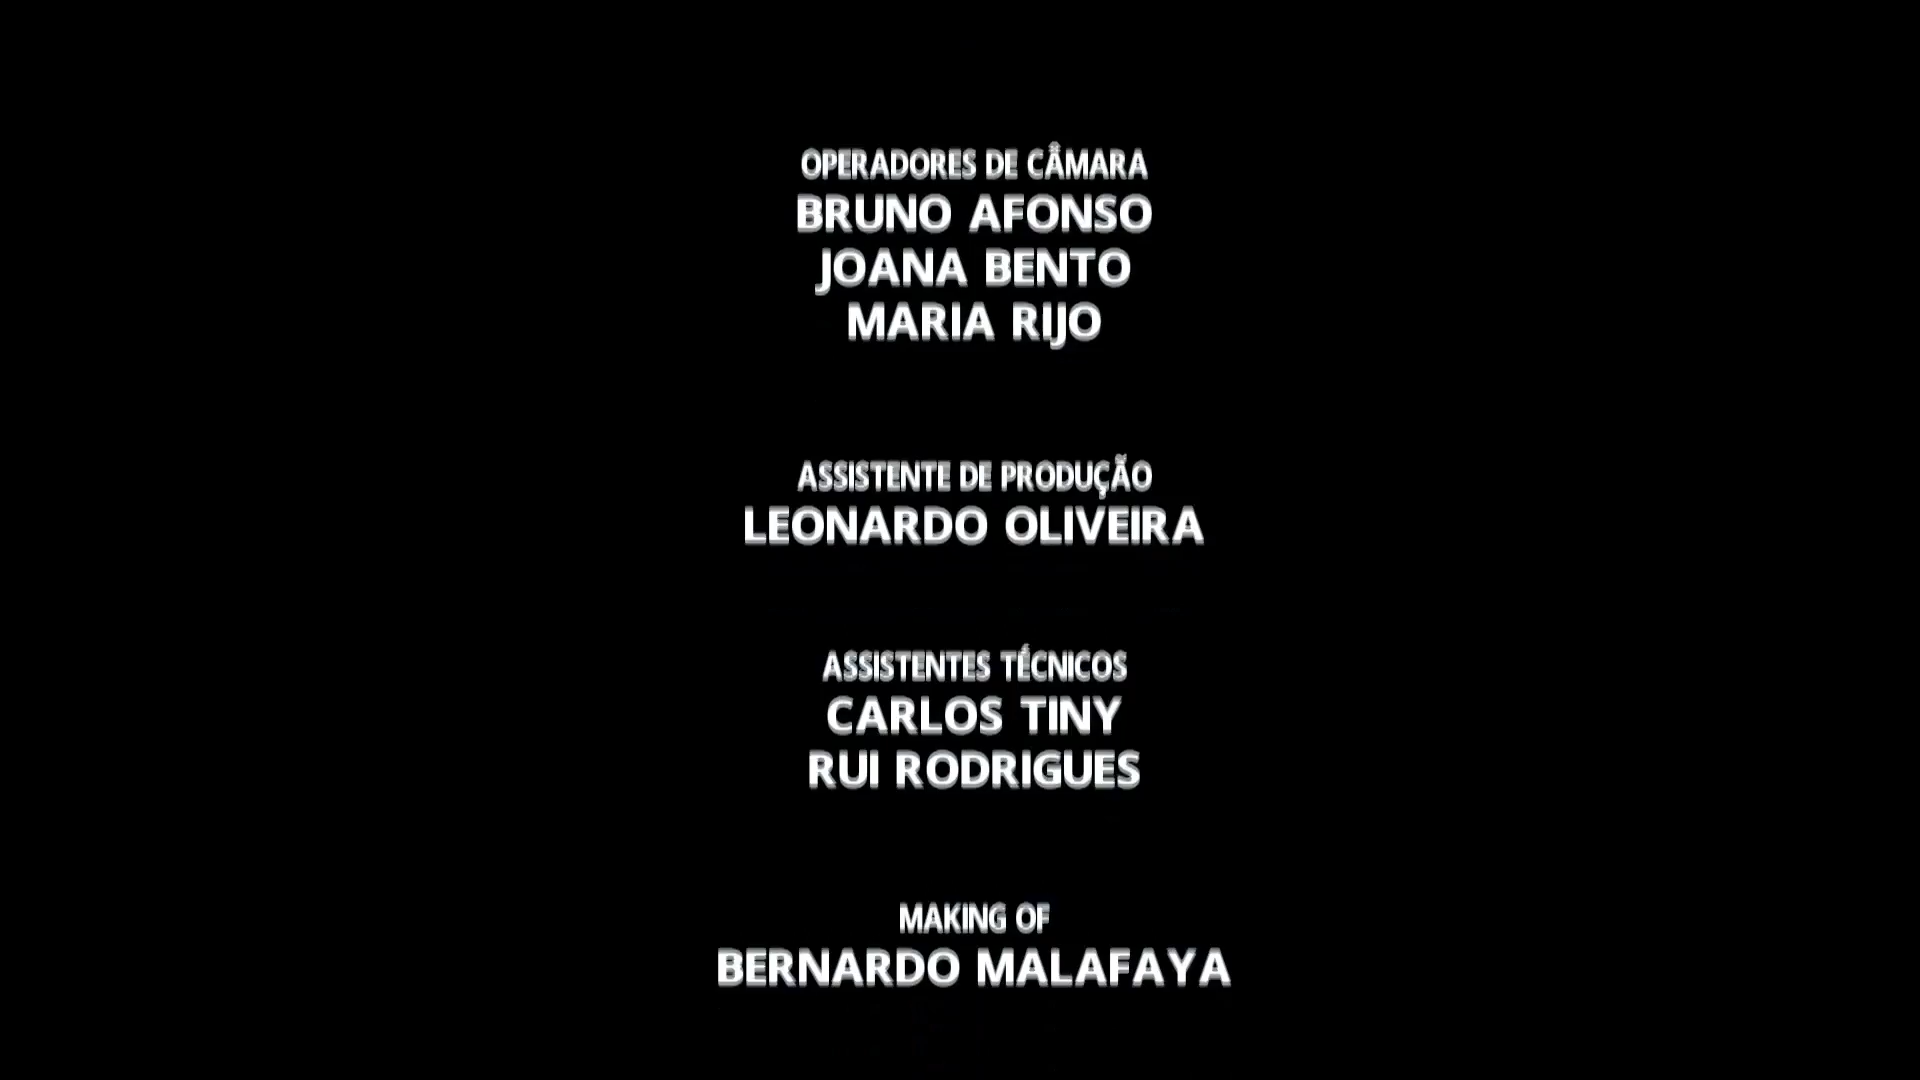 OPERADORES DE CÂMARA
BRUNO AFONSO
JOANA BENTO
MARIA RIJO
ASSISTENTE DE PRODUÇÃO
LEONARDO OLIVEIRA
ASSISTENTES TÉCNICOS
CARLOS TINY
RUI RODRIGUES
MAKING OF
BERNARDO MALAFAYA